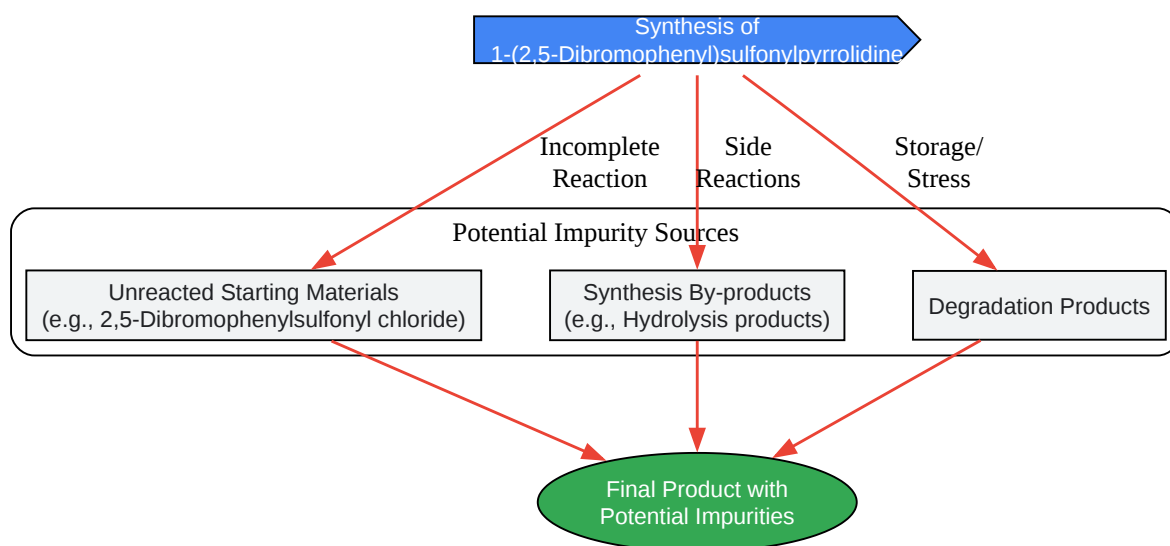 Synthesis of
1-(2,5-Dibromophenyl)sulfonylpyrrolidine
Incomplete
Reaction
Side
Reactions
Storage/
Stress
Potential Impurity Sources
Unreacted Starting Materials
(e.g., 2,5-Dibromophenylsulfonyl chloride)
Synthesis By-products
(e.g., Hydrolysis products)
Degradation Products
Final Product with
Potential Impurities